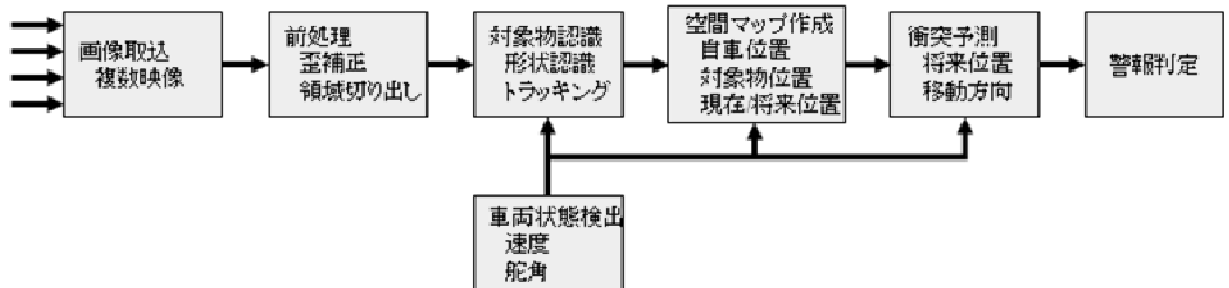 画像取込
複数映像
前処理
歪補正
領域切り出し
対象物認識
形状認識
トラッキング
空間マップ作成
自車位置
対象物位置
現在/将来位置
衝突予測
将来位置
移動方向
警報判定
車両状態検出
速度
舵角